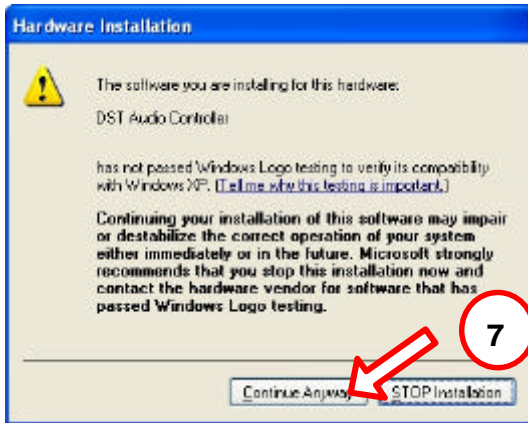 Hardware Installation
The software you are installing for this hardware:
DST Audio Controller
has not passed Windows Logo testing to verify its compatibility
with Windows XP. (Tell me why this testing is important.)
Continuing your installation of this software may impair
or destabilize the correct operation of your system
either immediately or in the future. Microsoft strongly
recommends that you stop this installation now and
contact the hardware vendor for software that has
passed Windows Logo testing.
7
Continue Anyway STOP Installation